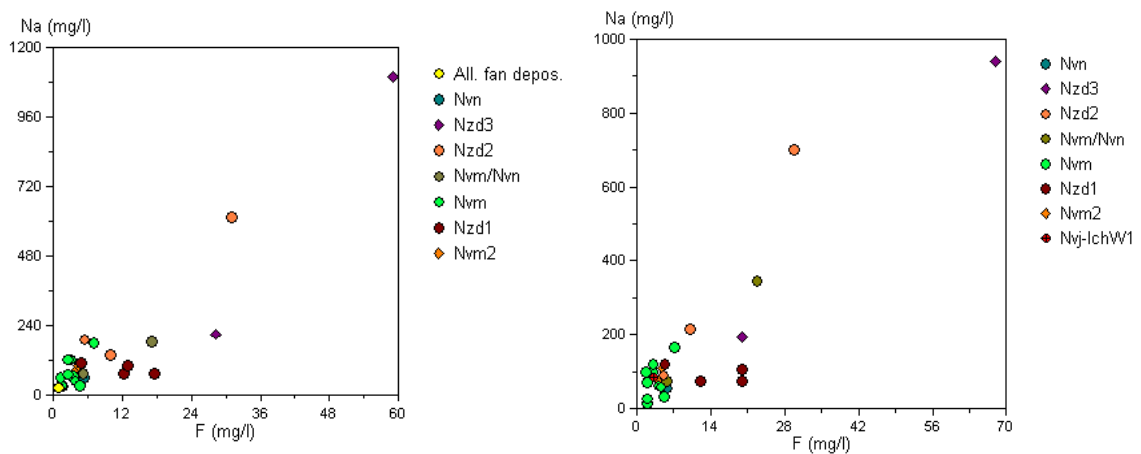 Na (mg/l)
1200
960
720
480
240
0
0 12 24 36 48 60
F (mg/l)
All. fan depos.
Nvn
Nzd3
Nzd2
Nvm/Nvn
Nvm
Nzd1
Nvm2
Na (mg/l)
1000
800
600
400
200
0
0 14 28 42 56 70
F (mg/l)
Nvn
Nzd3
Nzd2
Nvm/Nvn
Nvm
Nzd1
Nvm2
Nvj-IchW1